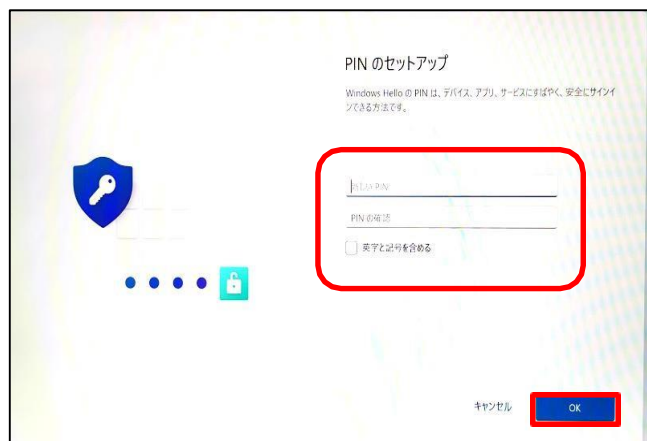 PIN のセットアップ
Windows Hello の PIN は、デバイス、アプリ、サービスにすばやく、安全にサインイ
ンできる方法です。
新しい PIN
PIN の確認
英字と記号を含める
キャンセル
OK